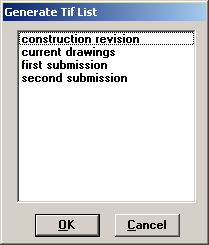 Generate Tif List
construction revision
current drawings
first submission
second submission
OK
Cancel